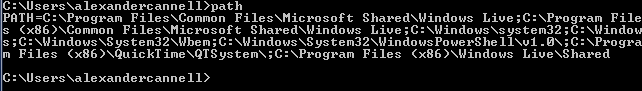 C:\Users\alexandercannell>path
PATH=C:\Program Files\Common Files\Microsoft Shared\Windows Live;C:\Program File
s (x86)\Common Files\Microsoft Shared\Windows Live;C:\Windows\system32;C:\Window
s;C:\Windows\System32\Wbem;C:\Windows\System32\WindowsPowerShell\v1.0\;C:\Progra
m Files (x86)\QuickTime\QTSystem\;C:\Program Files (x86)\Windows Live\Shared
C:\Users\alexandercannell>